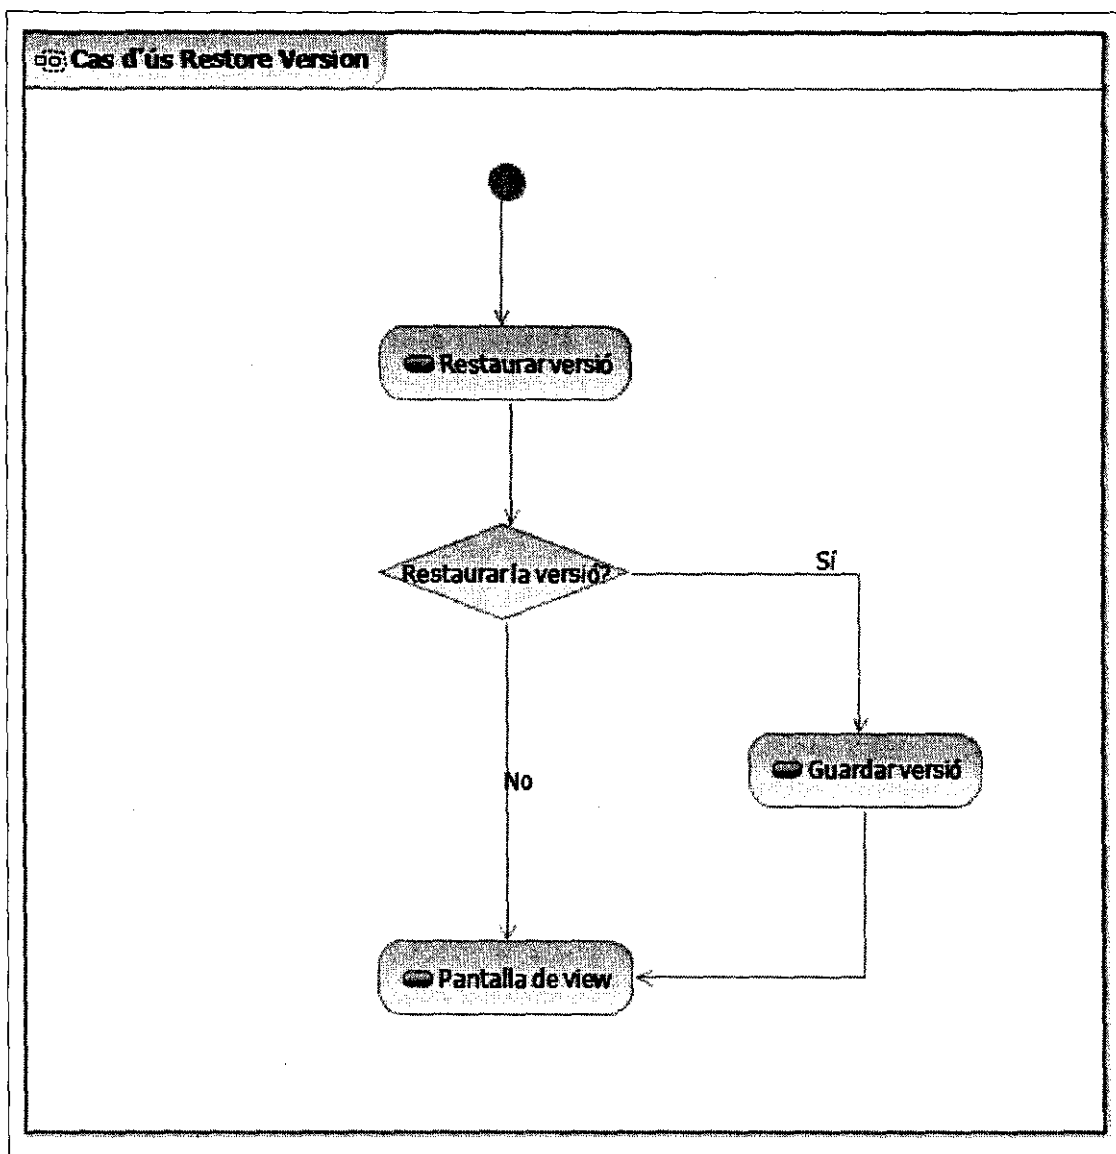 Cas d'ús Restore Version
Restaurar versió
Restaurar la versió?
Sí
Guardar versió
No
Pantalla de view